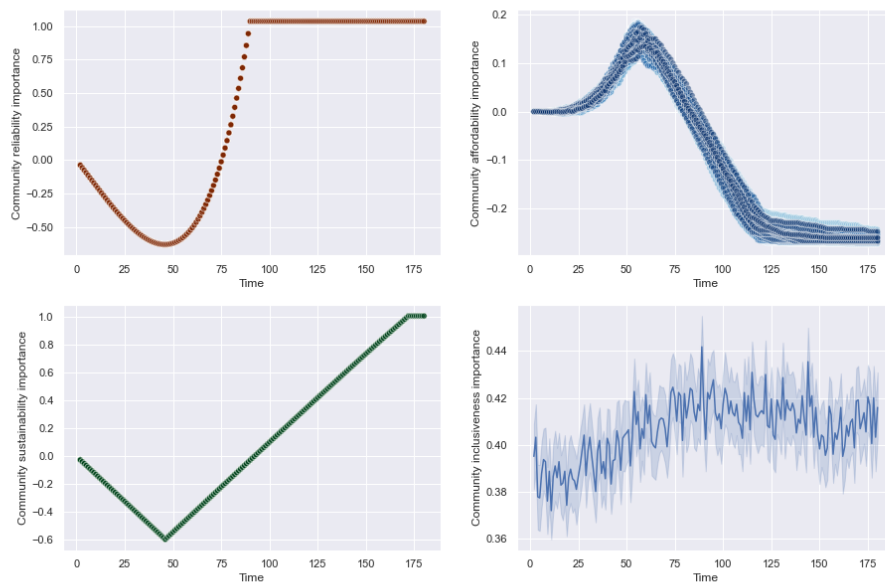 Community reliability importance
1.00
0.75
0.50
0.25
0.00
−0.25
−0.50
0 25 50 75 100 125 150 175
Time
Community affordability importance
0.2
0.1
0.0
−0.1
−0.2
0 25 50 75 100 125 150 175
Time
Community sustainability importance
1.0
0.8
0.6
0.4
0.2
0.0
−0.2
−0.4
−0.6
0 25 50 75 100 125 150 175
Time
Community inclusiveness importance
0.44
0.42
0.40
0.38
0.36
0 25 50 75 100 125 150 175
Time